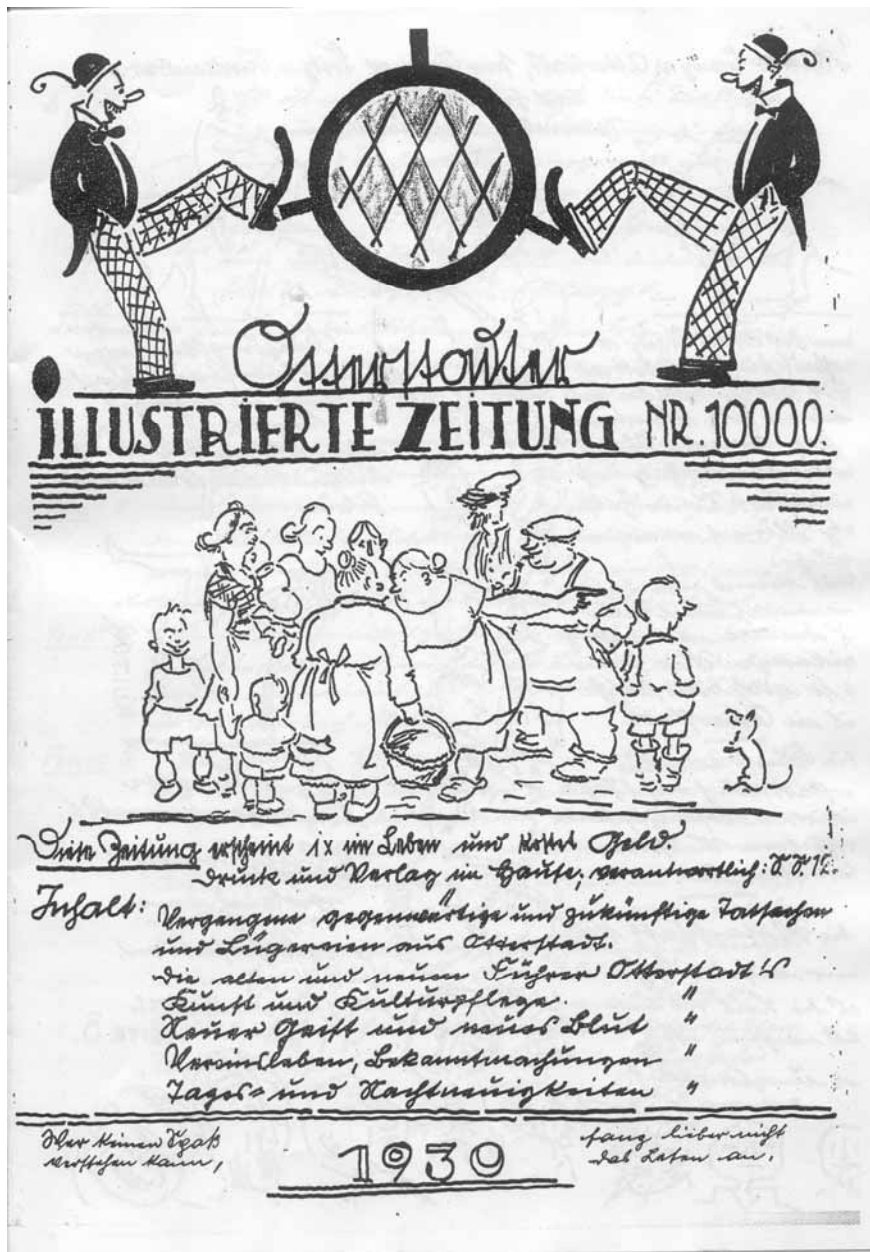 Otterstadter
ILLUSTRIERTE ZEITUNG NR. 10000.
Diese Zeitung erscheint 1x im Leben und kostet Geld.
Druck und Verlag im Hause, verantwortlich: S. S. 12.
Inhalt:
Vergangene gegenwärtige und zukünftige Tatsachen
und Lügereien aus Otterstadt.
Die alten und neuen Führer Otterstadt's
Kunst und Kulturpflege. "
Neuer Geist und neues Blut "
Vereinsleben, Bekanntmachungen "
Tages- und Nachtneuigkeiten "
Wer keinen Spaß
verstehen kann,
1930
fang lieber nicht
das Lesen an.